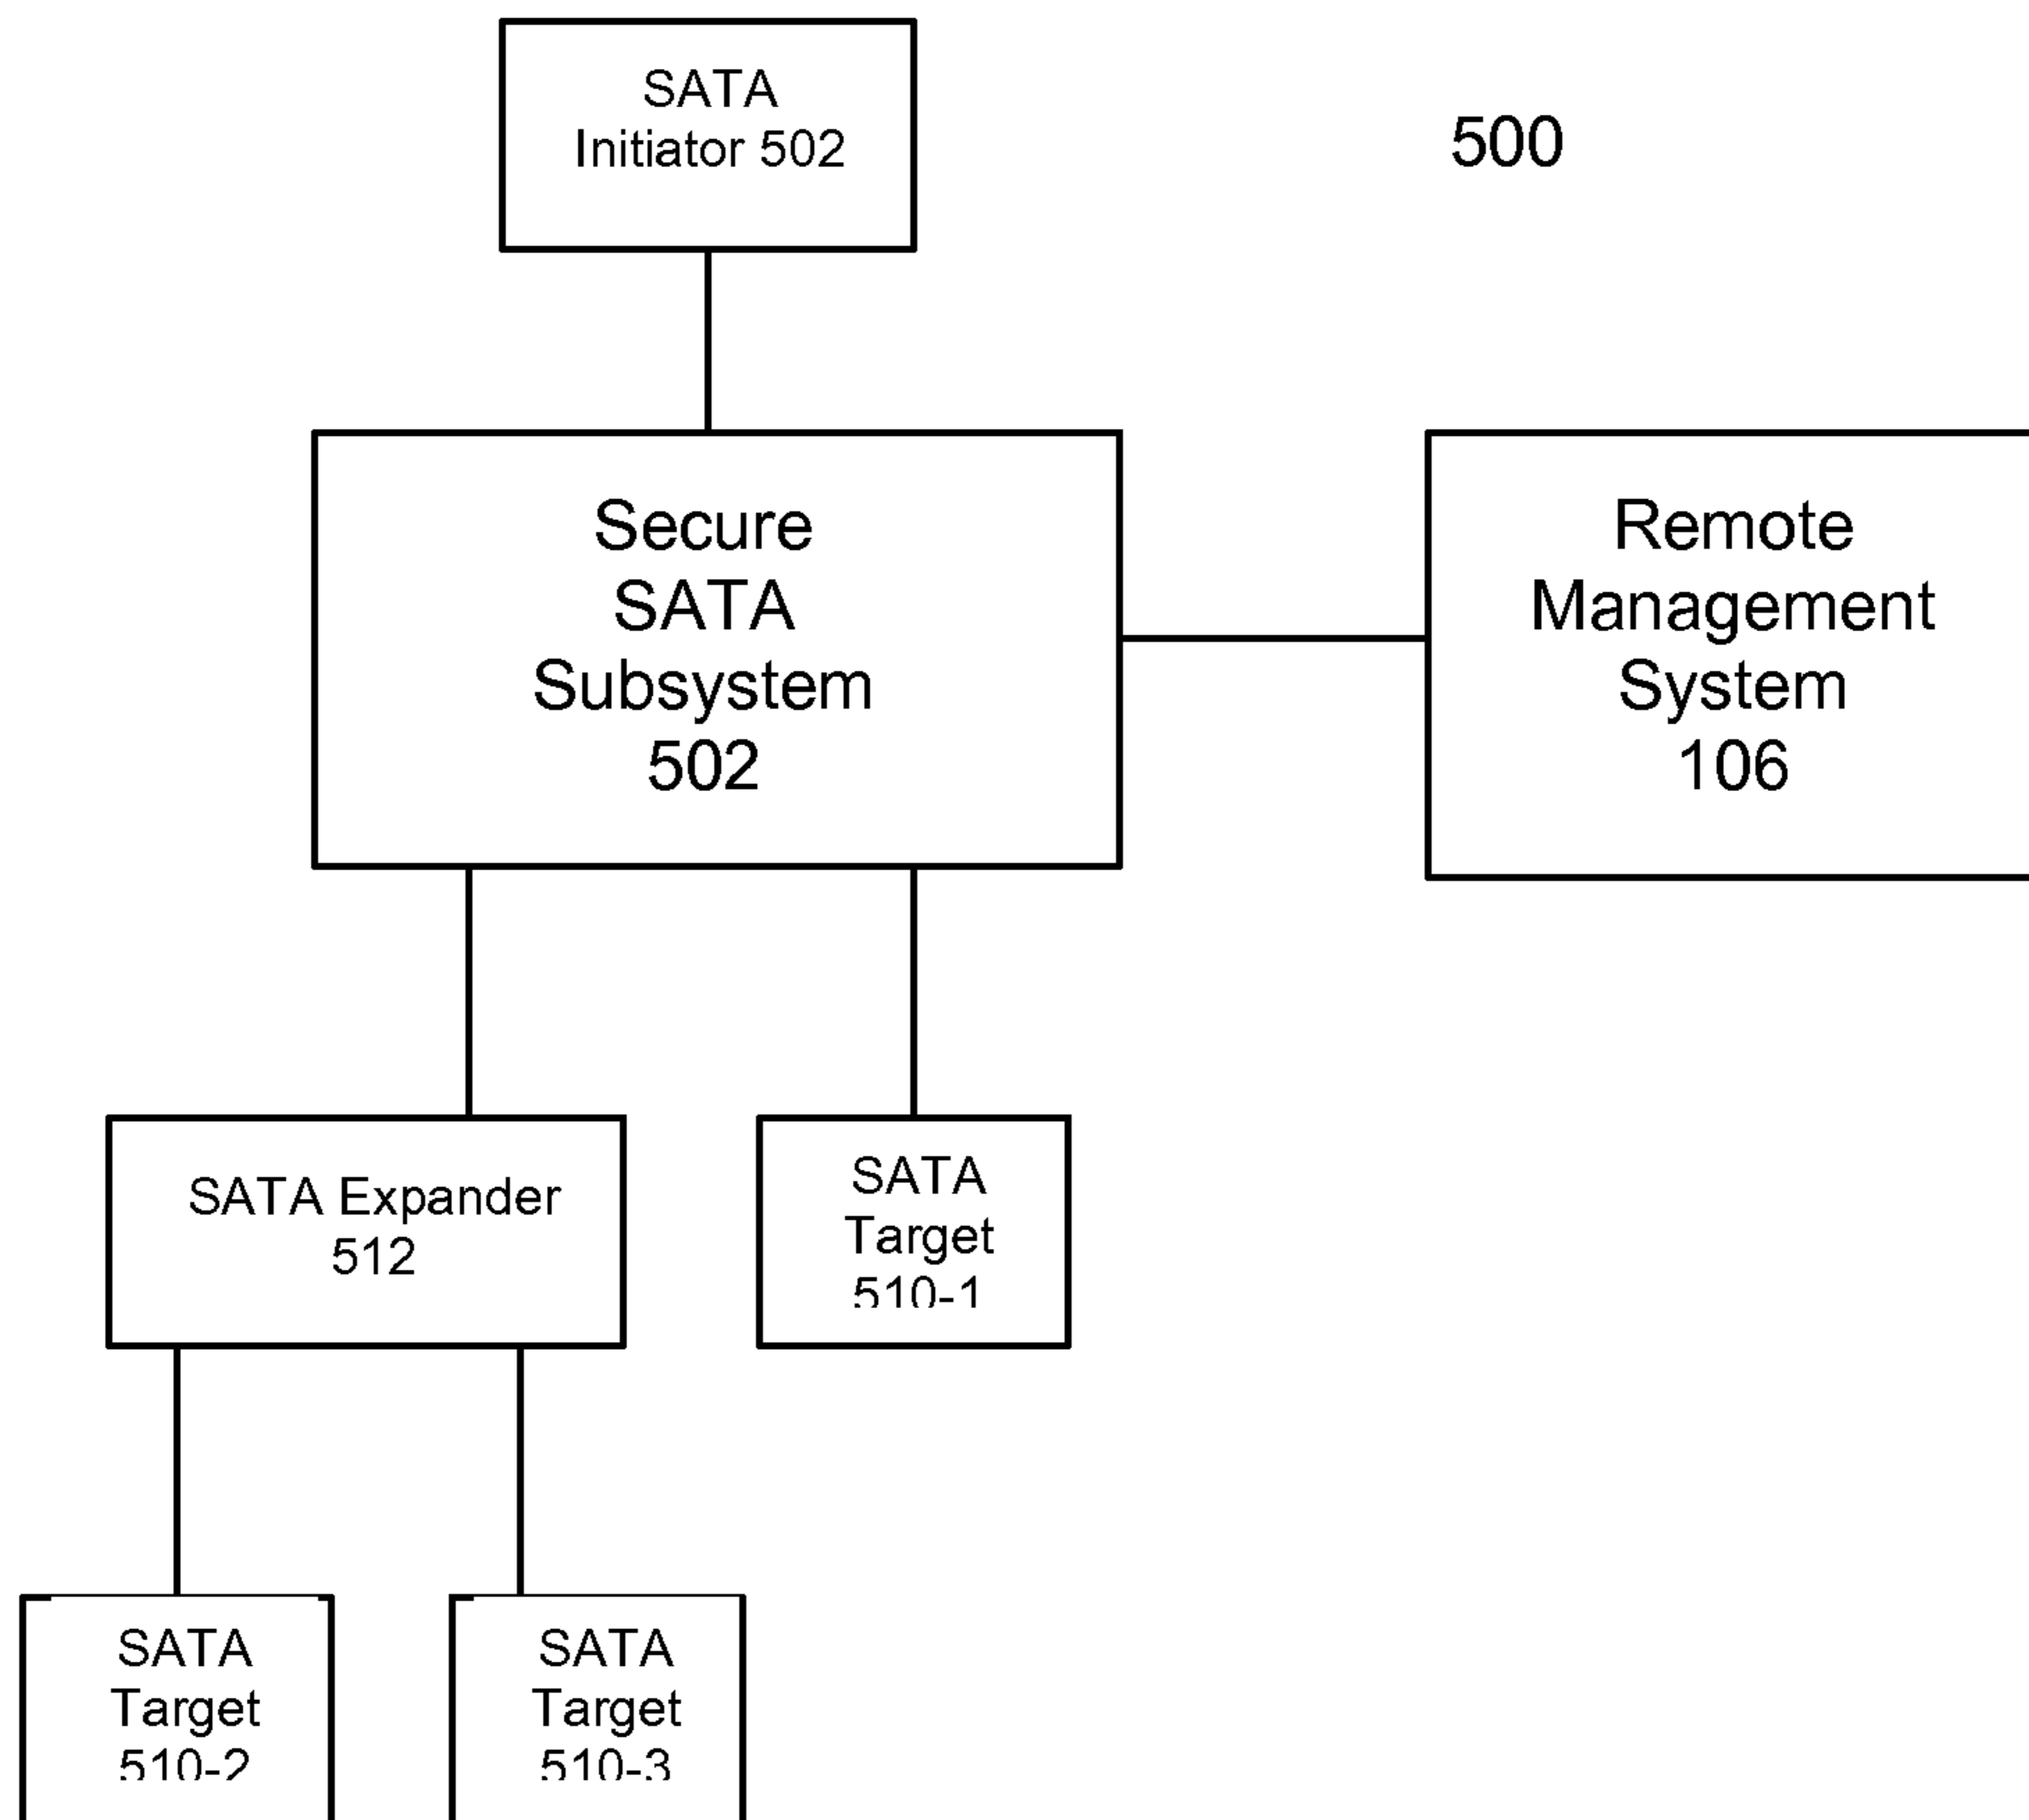 SATA
Initiator 502
500
Secure
SATA
Subsystem
502
Remote
Management
System
106
SATA Expander
512
SATA
Target
510-1
SATA
Target
510-2
SATA
Target
510-3